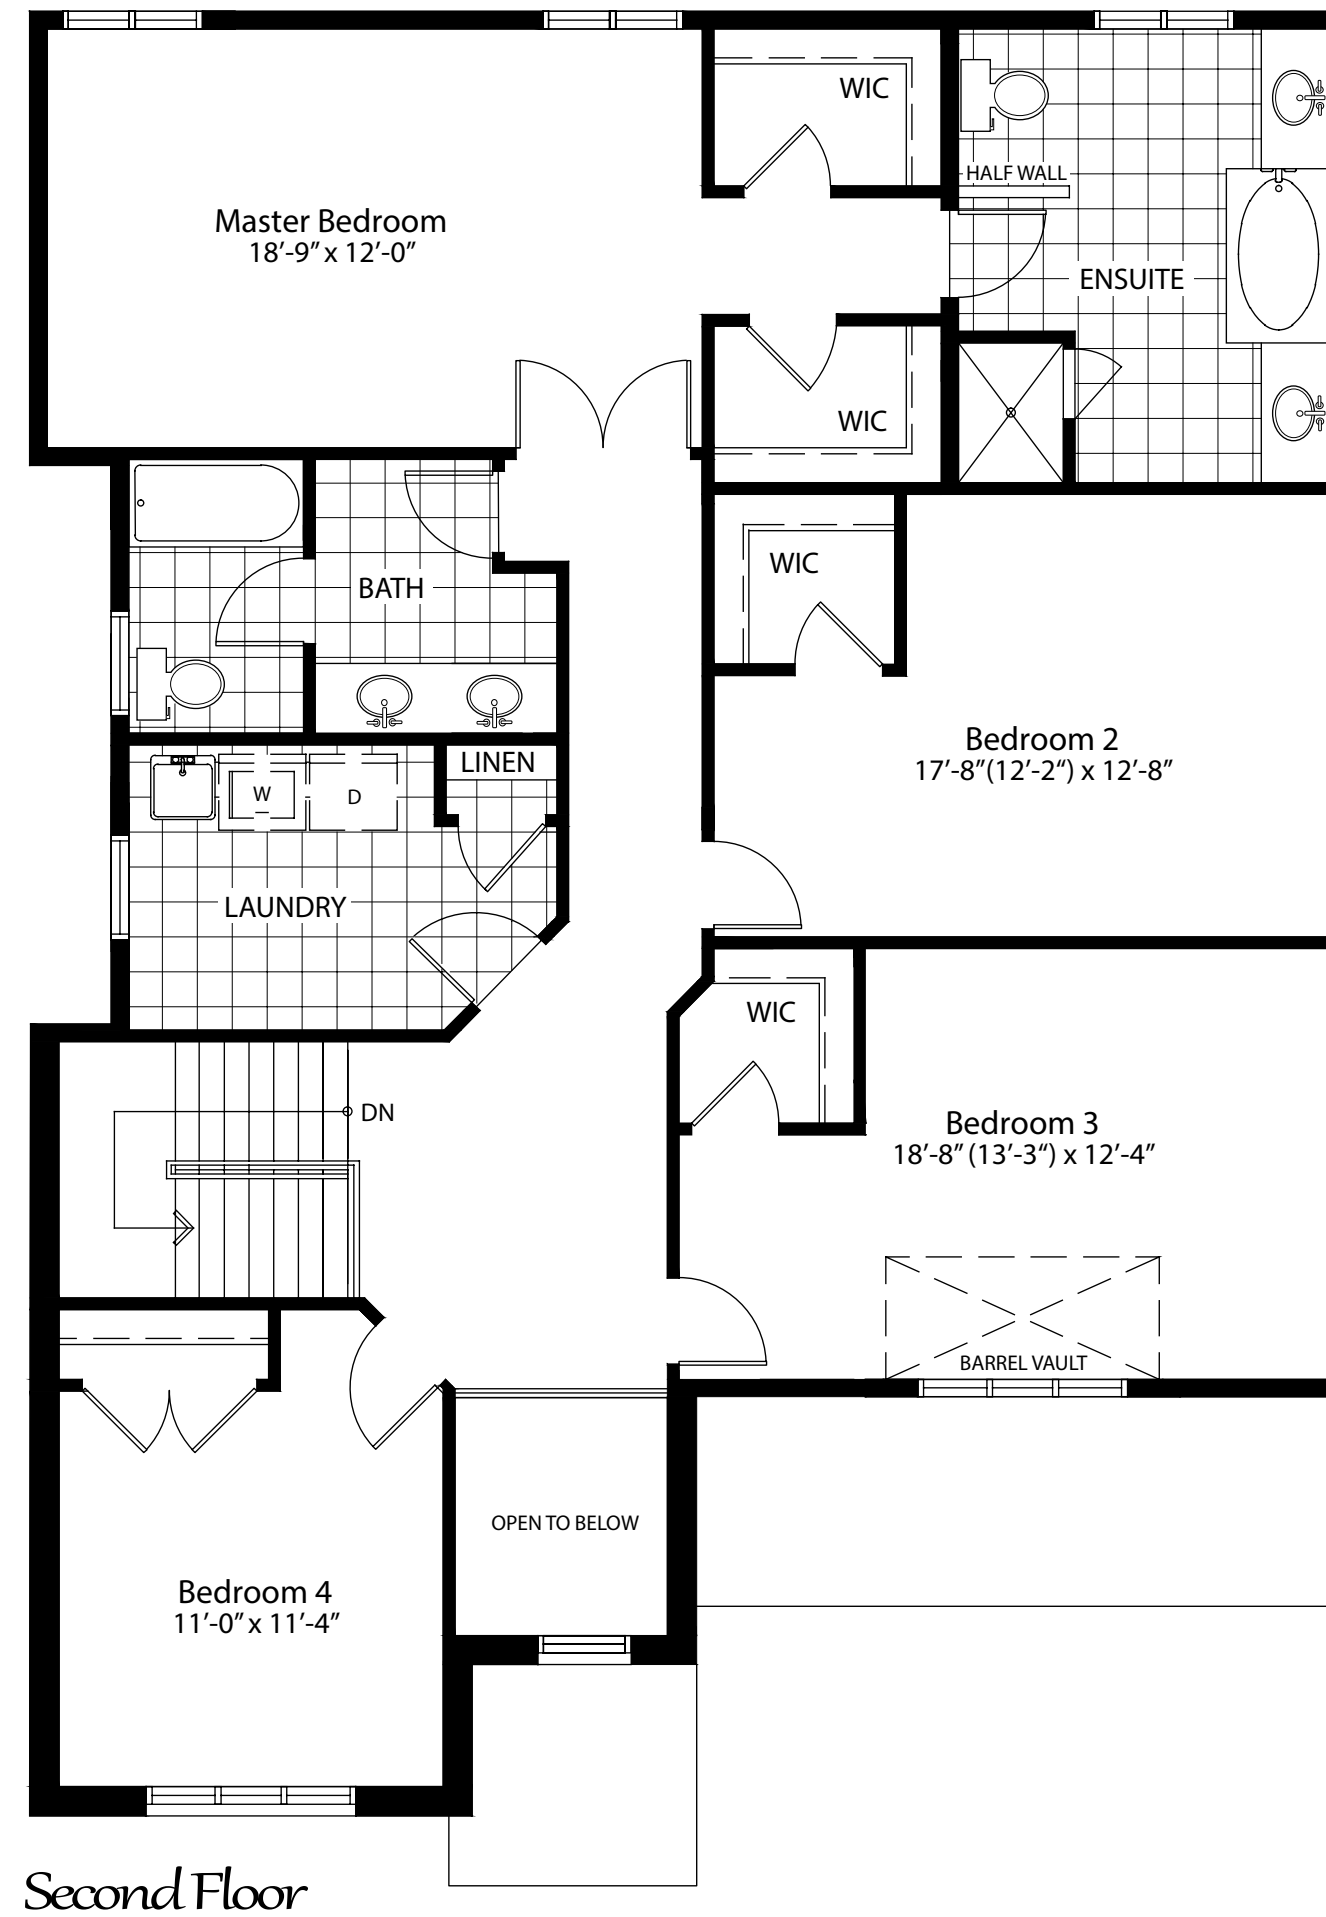 WIC
HALF WALL
Master Bedroom
18’-9” x 12’-0”
ENSUITE
WIC
WIC
BATH
Bedroom 2
17’-8”(12’-2“) x 12’-8”
LINEN
W
D
LAUNDRY
WIC
DN
Bedroom 3
18’-8” (13’-3“) x 12’-4”
BARREL VAULT
OPEN TO BELOW
Bedroom 4
11’-0” x 11’-4”
Second Floor